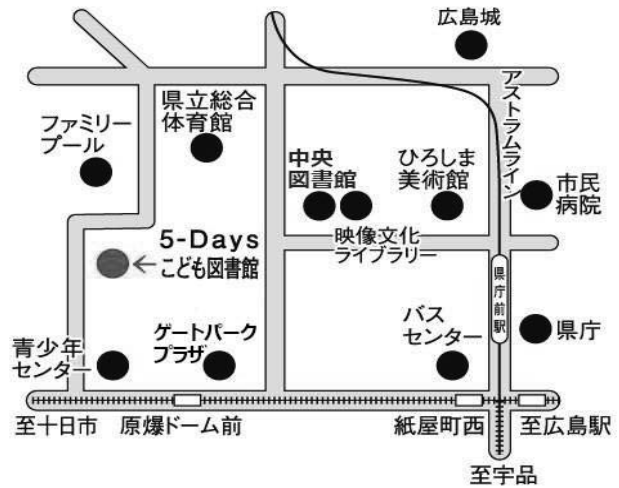 広島城
アストラムライン
県立総合
体育館
ファミリー
プール
中央
図書館
ひろしま
美術館
市民
病院
映像文化
ライブラリー
5-Days
←こども図書館
県庁前駅
バス
センター
県庁
ゲートパーク
プラザ
青少年
センター
至十日市
原爆ドーム前
紙屋町西
至広島駅
至宇品